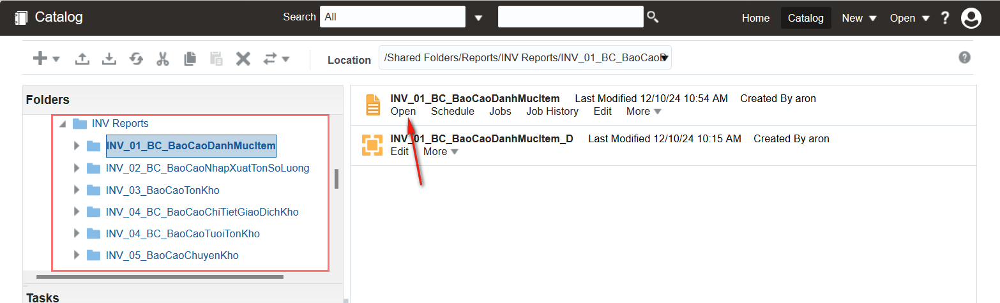 Catalog
Search All
Home Catalog New Open ?
Location /Shared Folders/Reports/INV Reports/INV_01_BC_BaoCaoD
?
Folders
INV Reports
INV_01_BC_BaoCaoDanhMucItem
INV_02_BC_BaoCaoNhapXuatTonSoLuong
INV_03_BaoCaoTonKho
INV_04_BC_BaoCaoChiTietGiaoDichKho
INV_04_BC_BaoCaoTuoiTonKho
INV_05_BaoCaoChuyenKho
Tasks
INV_01_BC_BaoCaoDanhMucItem Last Modified 12/10/24 10:54 AM Created By aron
Open Schedule Jobs Job History Edit More
INV_01_BC_BaoCaoDanhMucItem_D Last Modified 12/10/24 10:15 AM Created By aron
Edit More